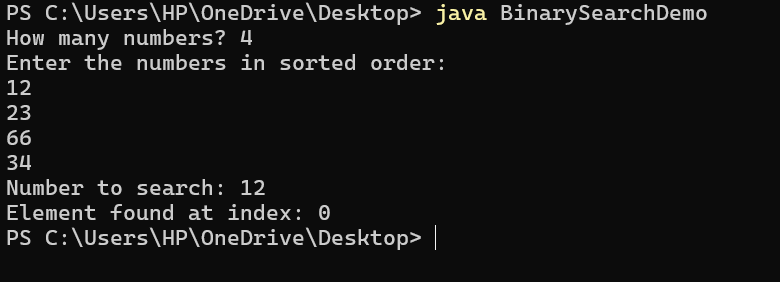 PS C:\Users\HP\OneDrive\Desktop> java BinarySearchDemo
How many numbers? 4
Enter the numbers in sorted order:
12
23
66
34
Number to search: 12
Element found at index: 0
PS C:\Users\HP\OneDrive\Desktop>